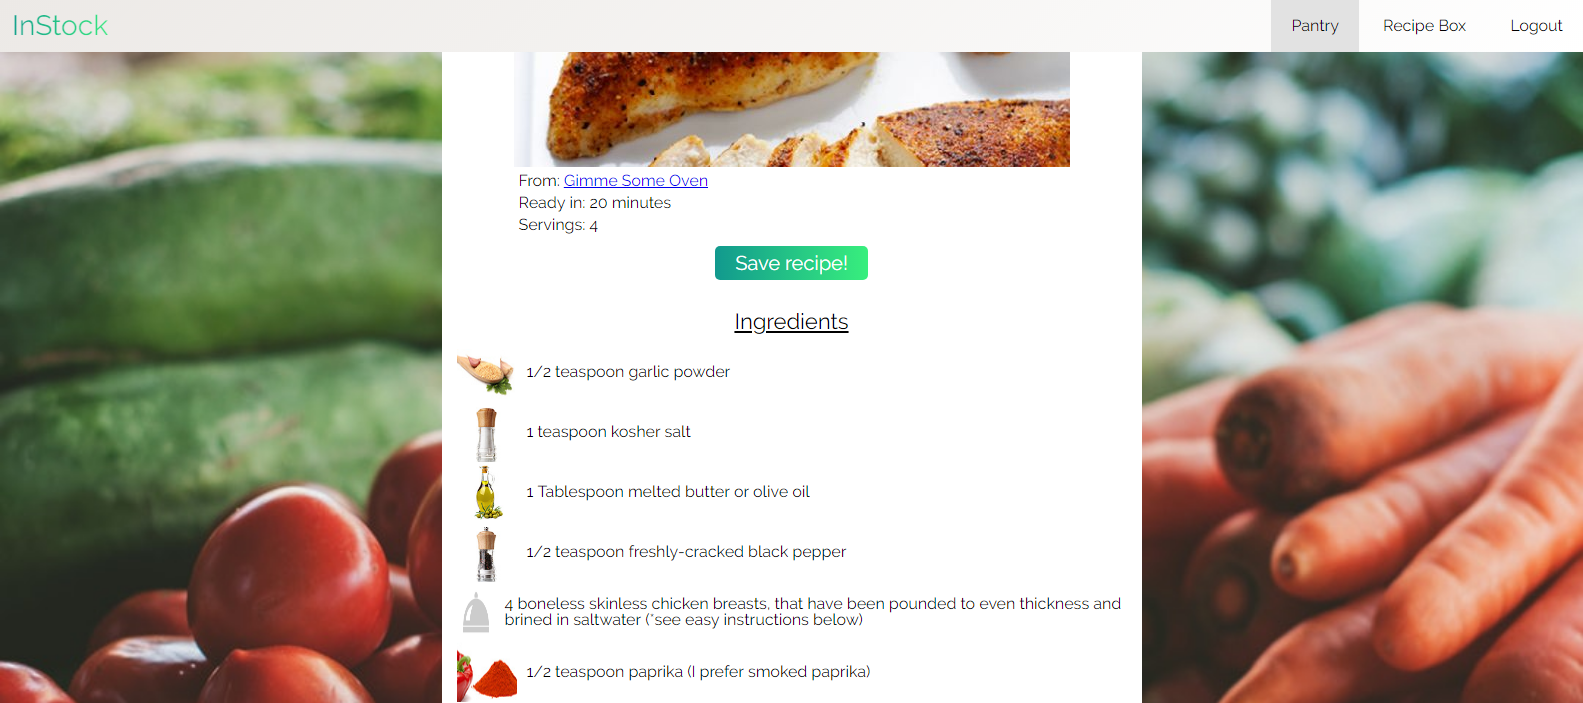 InStock
Pantry
Recipe Box
Logout
From: Gimme Some Oven
Ready in: 20 minutes
Servings: 4
Save recipe!
Ingredients
1/2 teaspoon garlic powder
1 teaspoon kosher salt
1 Tablespoon melted butter or olive oil
1/2 teaspoon freshly-cracked black pepper
4 boneless skinless chicken breasts, that have been pounded to even thickness and
brined in saltwater (*see easy instructions below)
1/2 teaspoon paprika (I prefer smoked paprika)